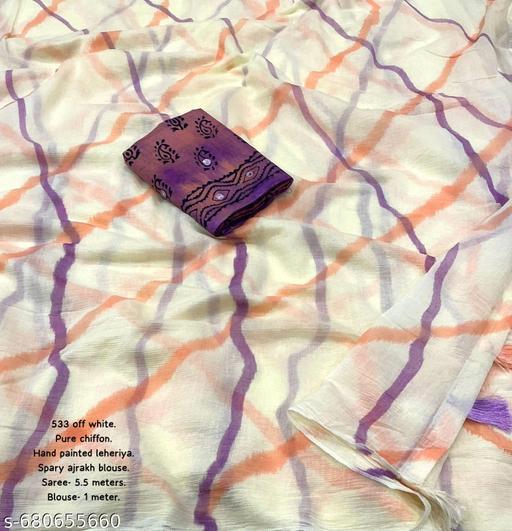 533 off white.
Pure chiffon.
Hand painted leheriya.
Spary ajrakh blouse.
Saree- 5.5 meters.
Blouse- 1 meter.
s-680655660